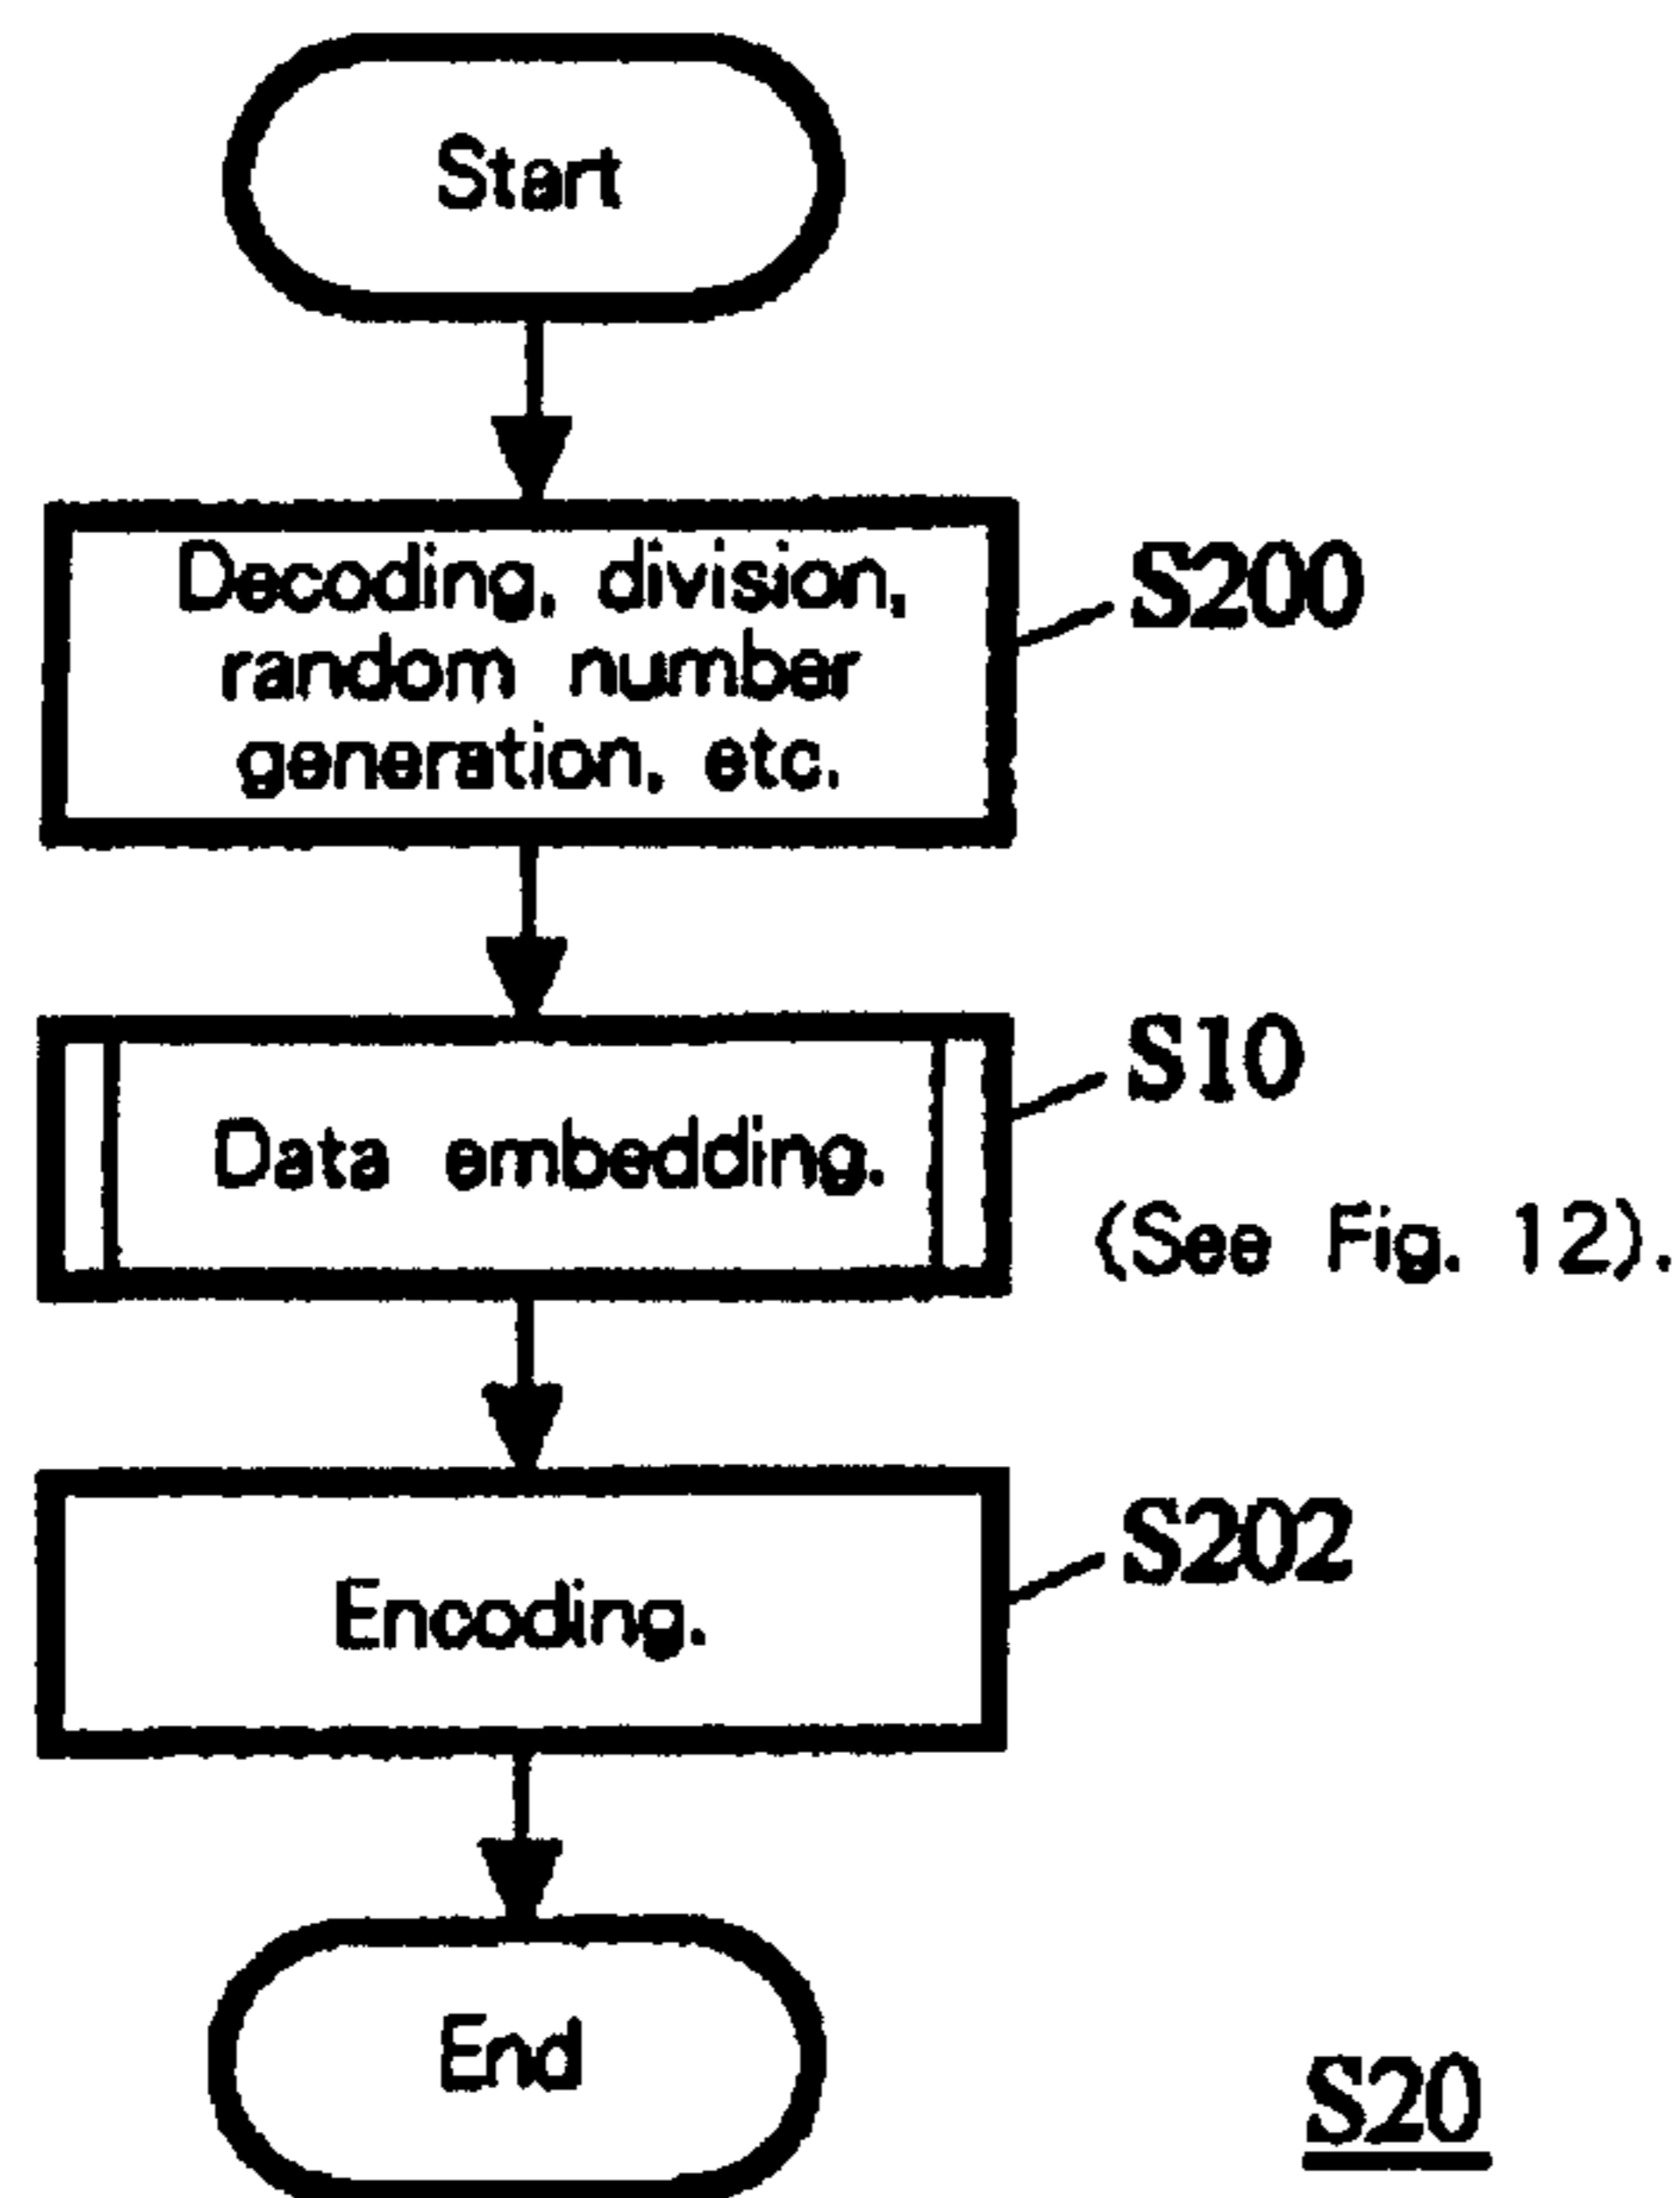 Start
Decoding, division,
random number
generation, etc.
S200
Data embedding.
S10
(See Fig. 12).
Encoding.
S202
End
S20